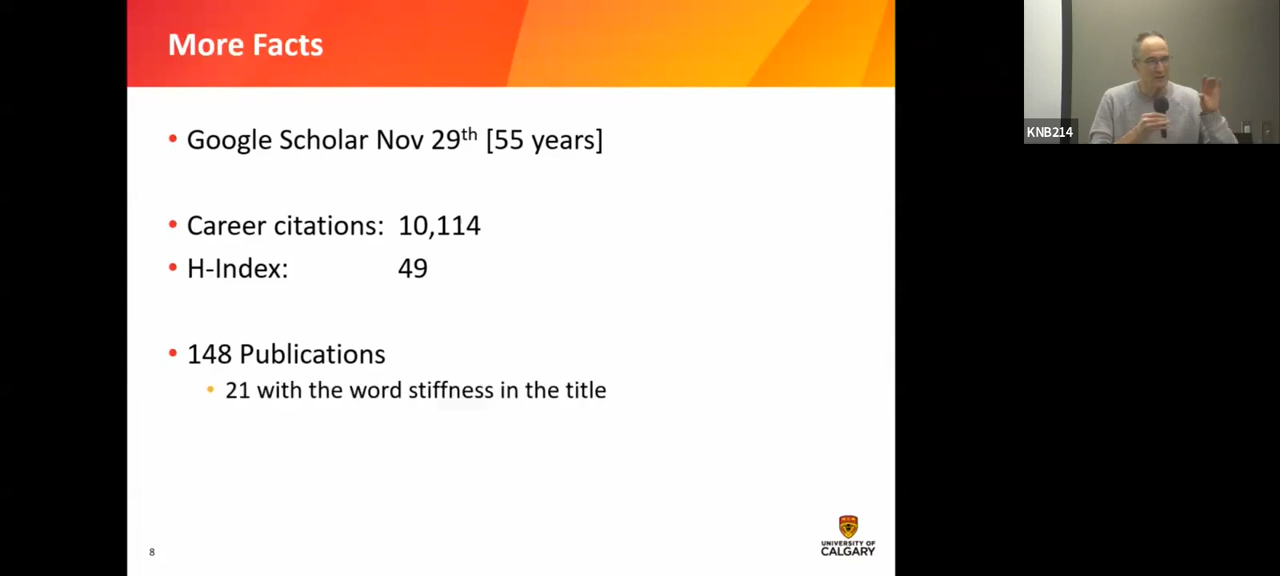 More Facts
KNB214
• Google Scholar Nov 29th [55 years]
• Career citations: 10,114
• H-Index: 49
• 148 Publications
• 21 with the word stiffness in the title
8
UNIVERSITY OF
CALGARY